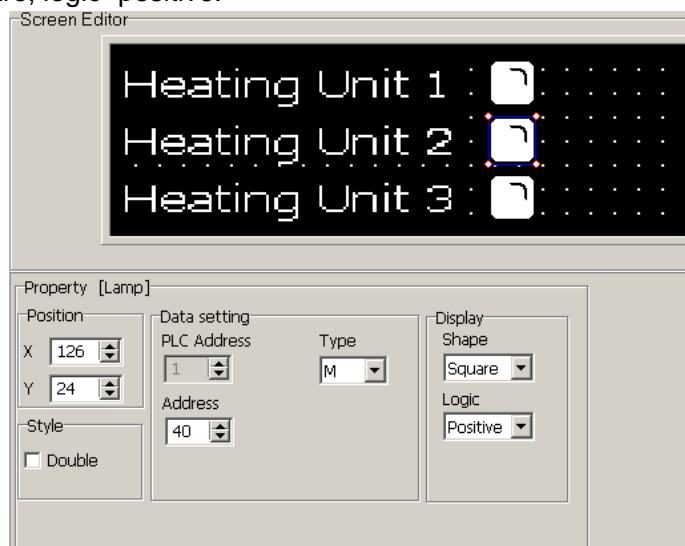 Screen Editor
Heating Unit 1
Heating Unit 2
Heating Unit 3
Property [Lamp]
Position
X 126
Y 24
Style
Double
Data setting
PLC Address
1
Type
M
Address
40
Display
Shape
Square
Logic
Positive